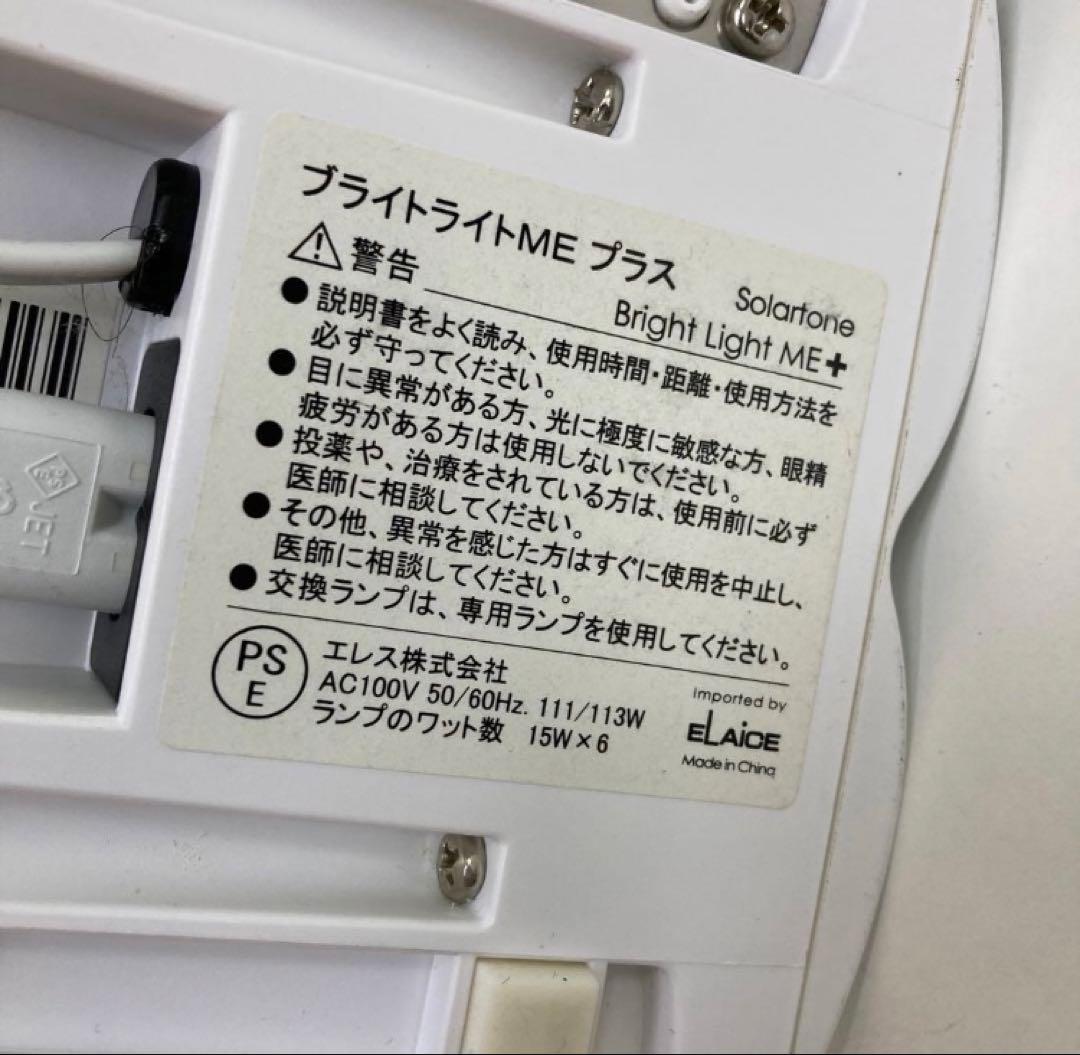 ブライトライトME プラス
Solartone
警告
Bright Light ME+
●説明書をよく読み、使用時間・距離・使用方法を
必ず守ってください。
●目に異常がある方、光に極度に敏感な方、眼精
疲労がある方は使用しないでください。
●投薬や、治療をされている方は、使用前に必ず
医師に相談してください。
●その他、異常を感じた方はすぐに使用を中止し、
医師に相談してください。
●交換ランプは、専用ランプを使用してください。
PS
E
エレス株式会社
AC100V 50/60Hz. 111/113W
ランプのワット数 15W×6
Imported by
ELAiCE
Made in China
JET